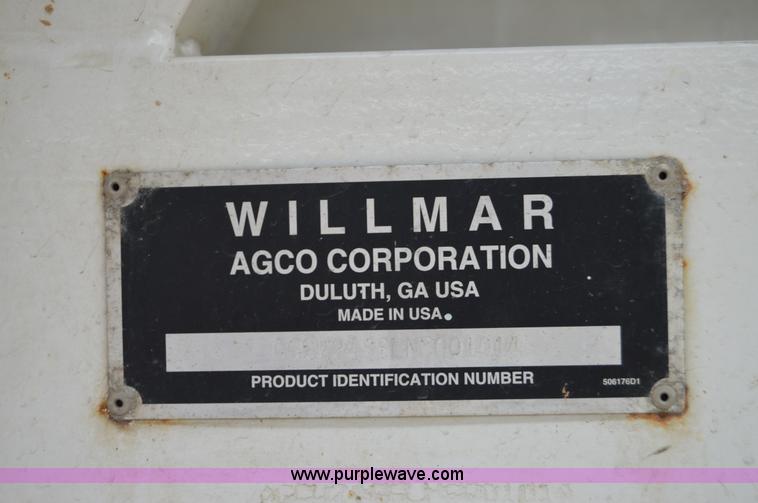 WILLMAR
AGCO CORPORATION
DULUTH, GA USA
MADE IN USA.
PRODUCT IDENTIFICATION NUMBER
506176D1
www.purplewave.com